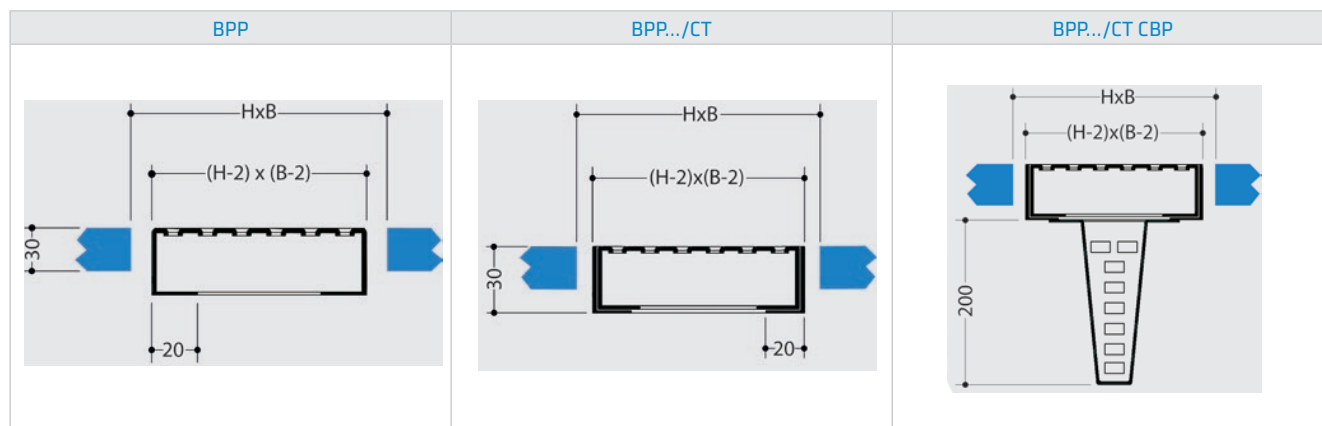 BPP
BPP.../CT
BPP.../CT CBP
HxB
(H-2) x (B-2)
30
20
HxB
(H-2)x(B-2)
30
20
HxB
(H-2)x(B-2)
200